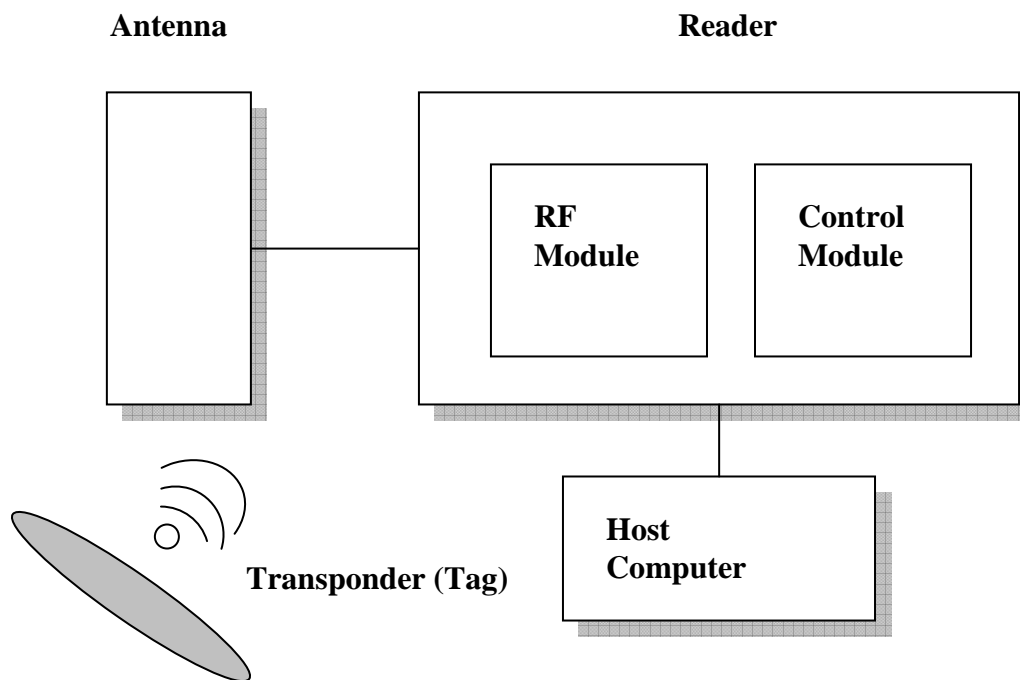 Antenna
Reader
RF
Module
Control
Module
Host
Computer
Transponder (Tag)